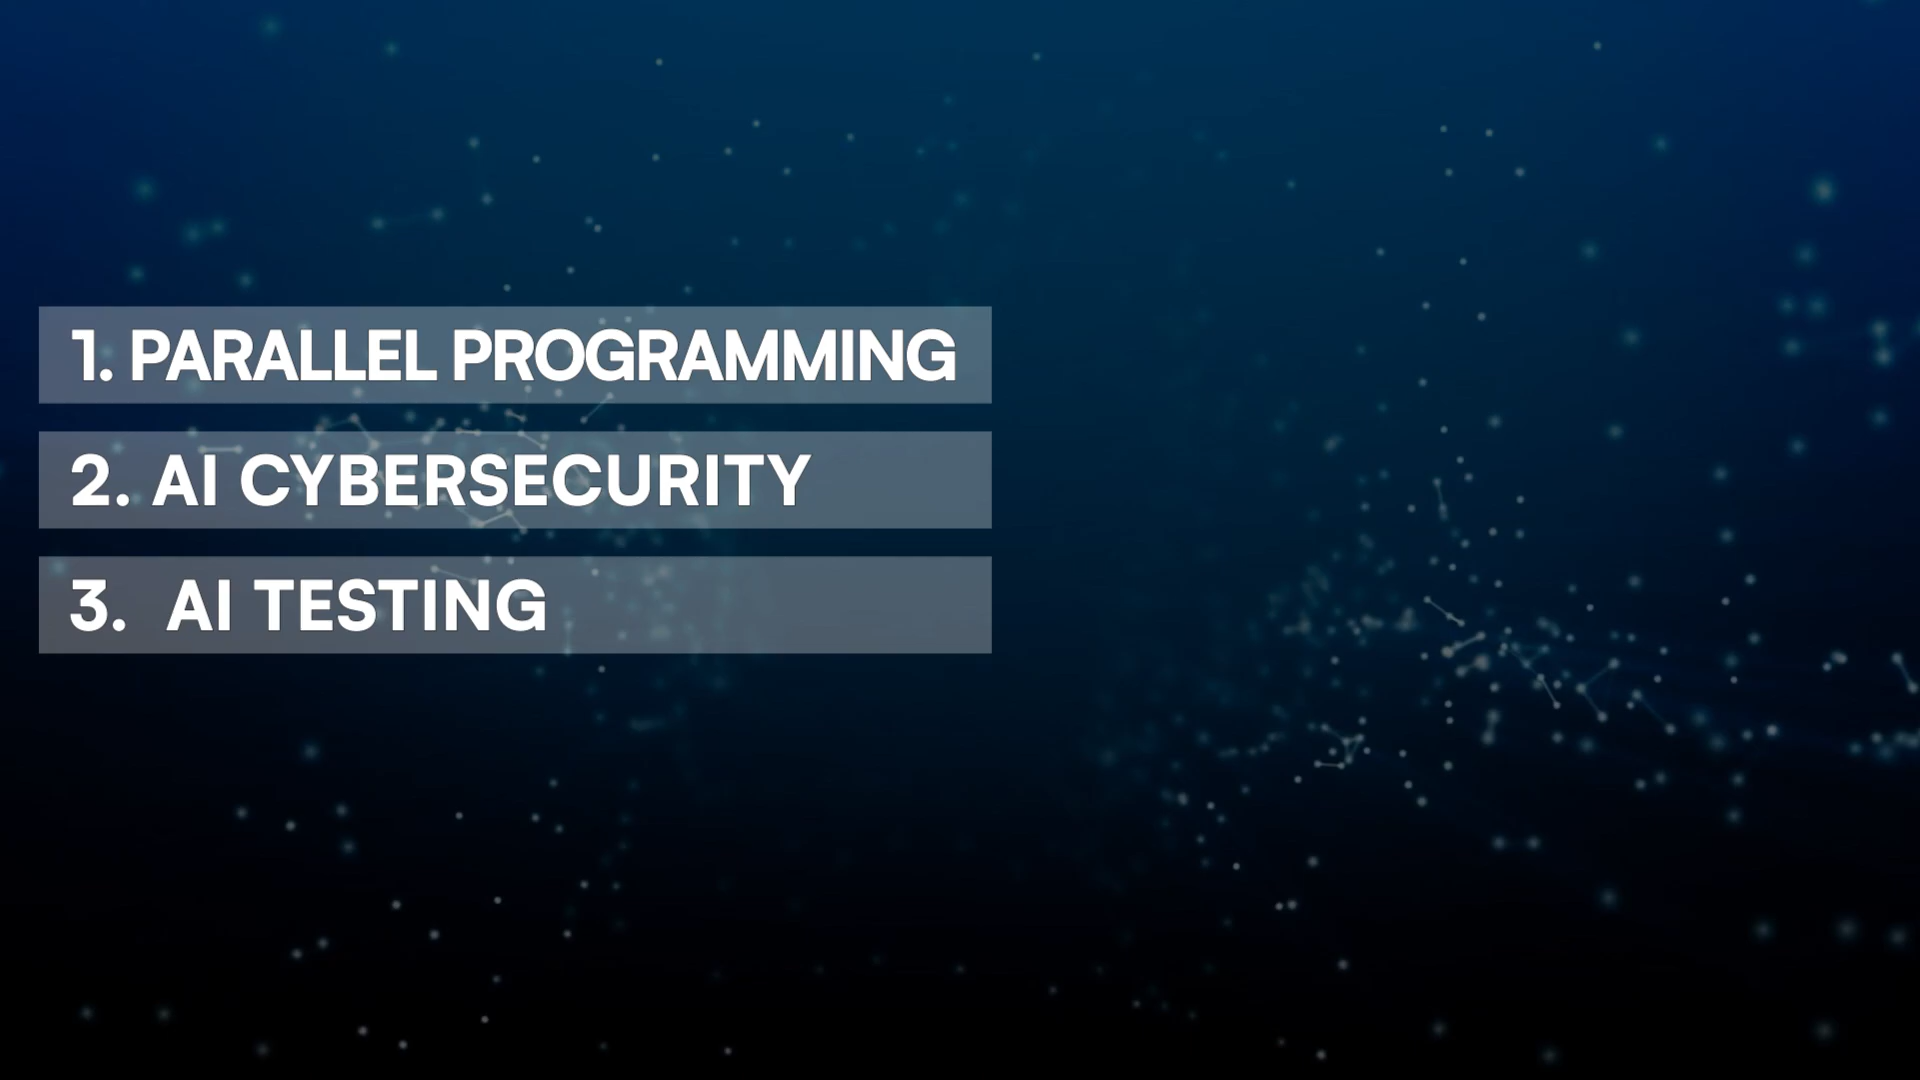 1. PARALLEL PROGRAMMING
2. AI CYBERSECURITY
3. AI TESTING